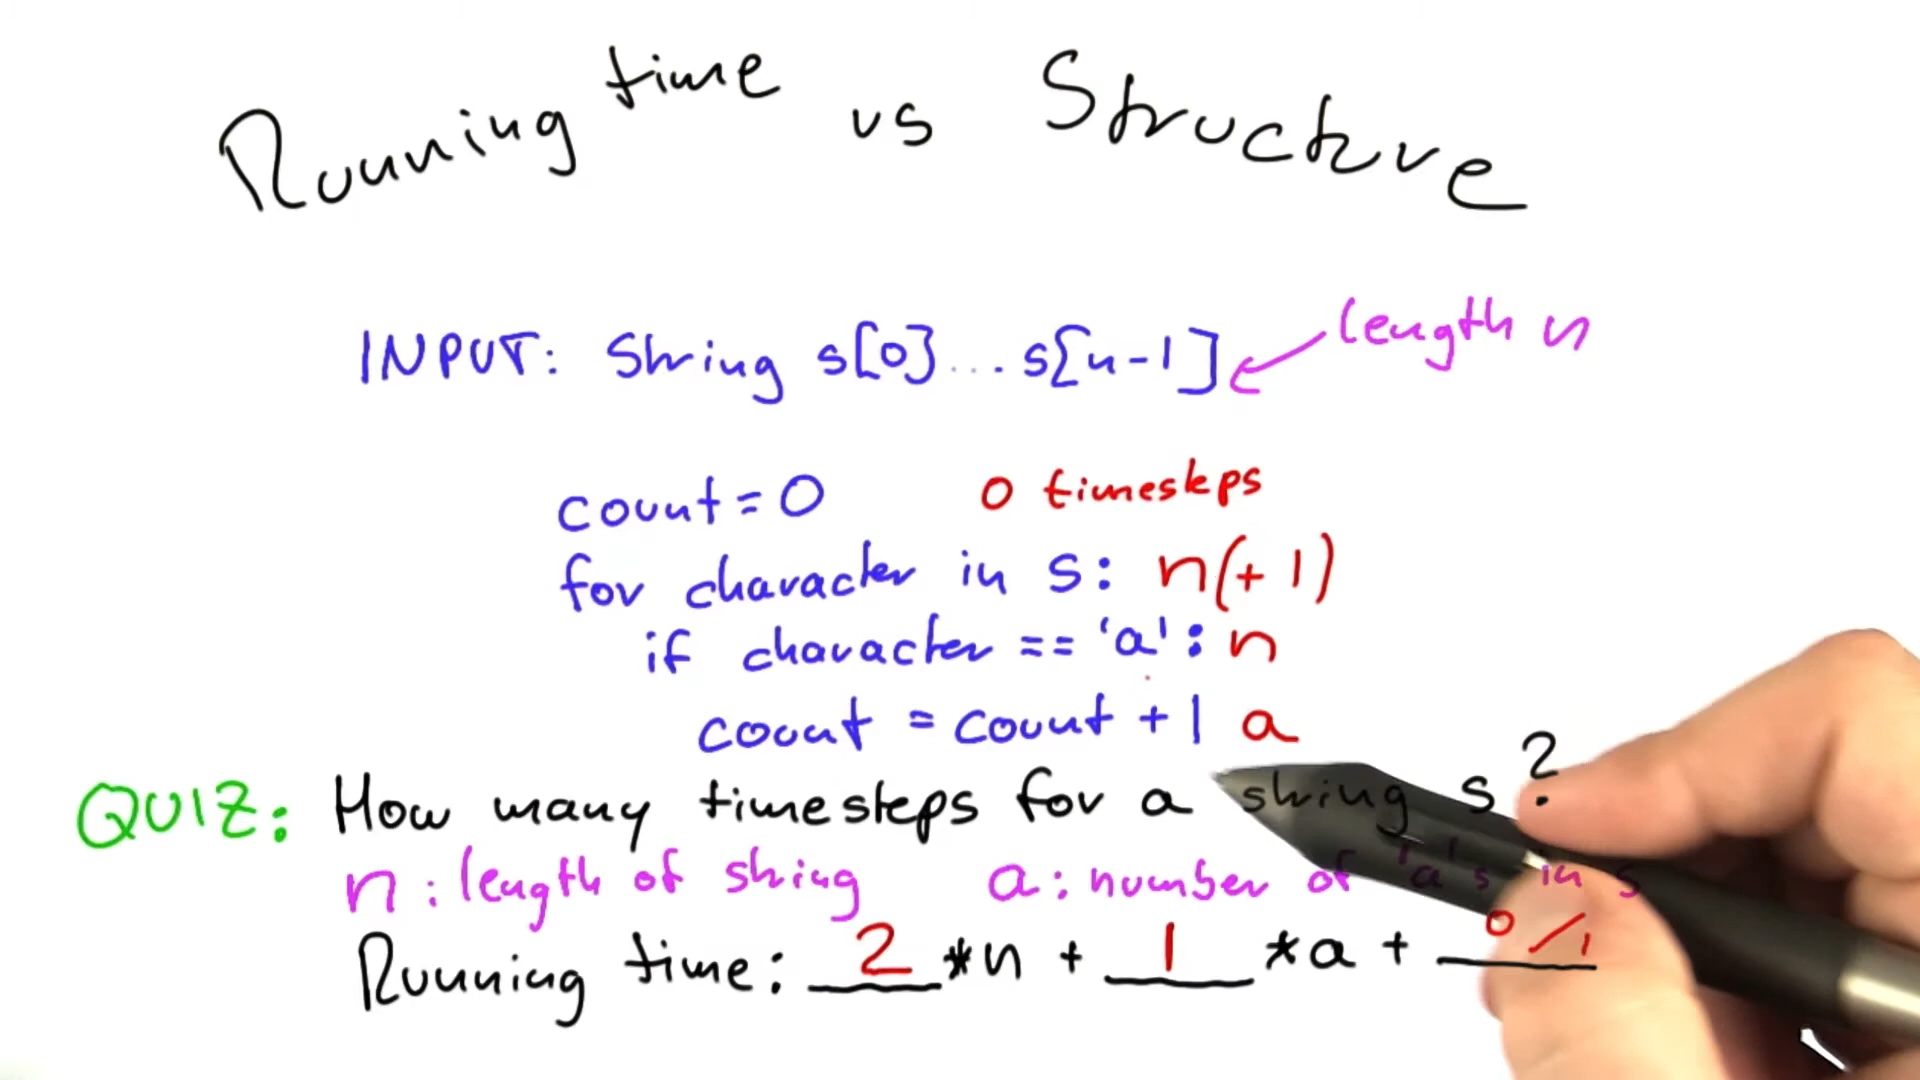 Running time vs Structure
INPUT: String s[0]...s[n-1] length n
count = 0 0 timesteps
for character in s: n(+1)
if character == 'a': n
count = count + 1 a
QUIZ: How many timesteps for a string s?
n: length of string a: number of 'a's in s
Running time: 2 *n + 1 *a + 0/1